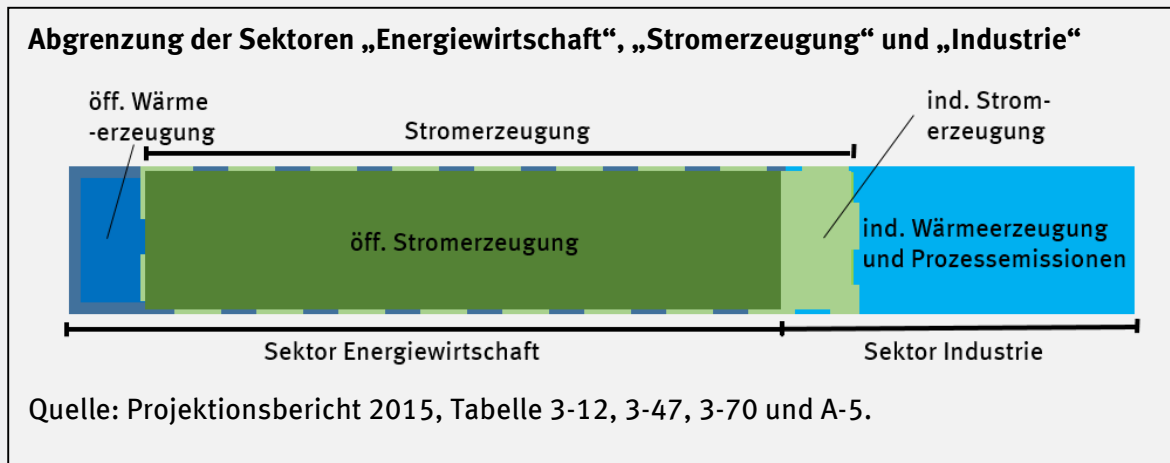 Abgrenzung der Sektoren „Energiewirtschaft“, „Stromerzeugung“ und „Industrie“
öff. Wärme
-erzeugung
Stromerzeugung
ind. Strom-
erzeugung
öff. Stromerzeugung
ind. Wärmeerzeugung
und Prozessemissionen
Sektor Energiewirtschaft
Sektor Industrie
Quelle: Projektionsbericht 2015, Tabelle 3-12, 3-47, 3-70 und A-5.